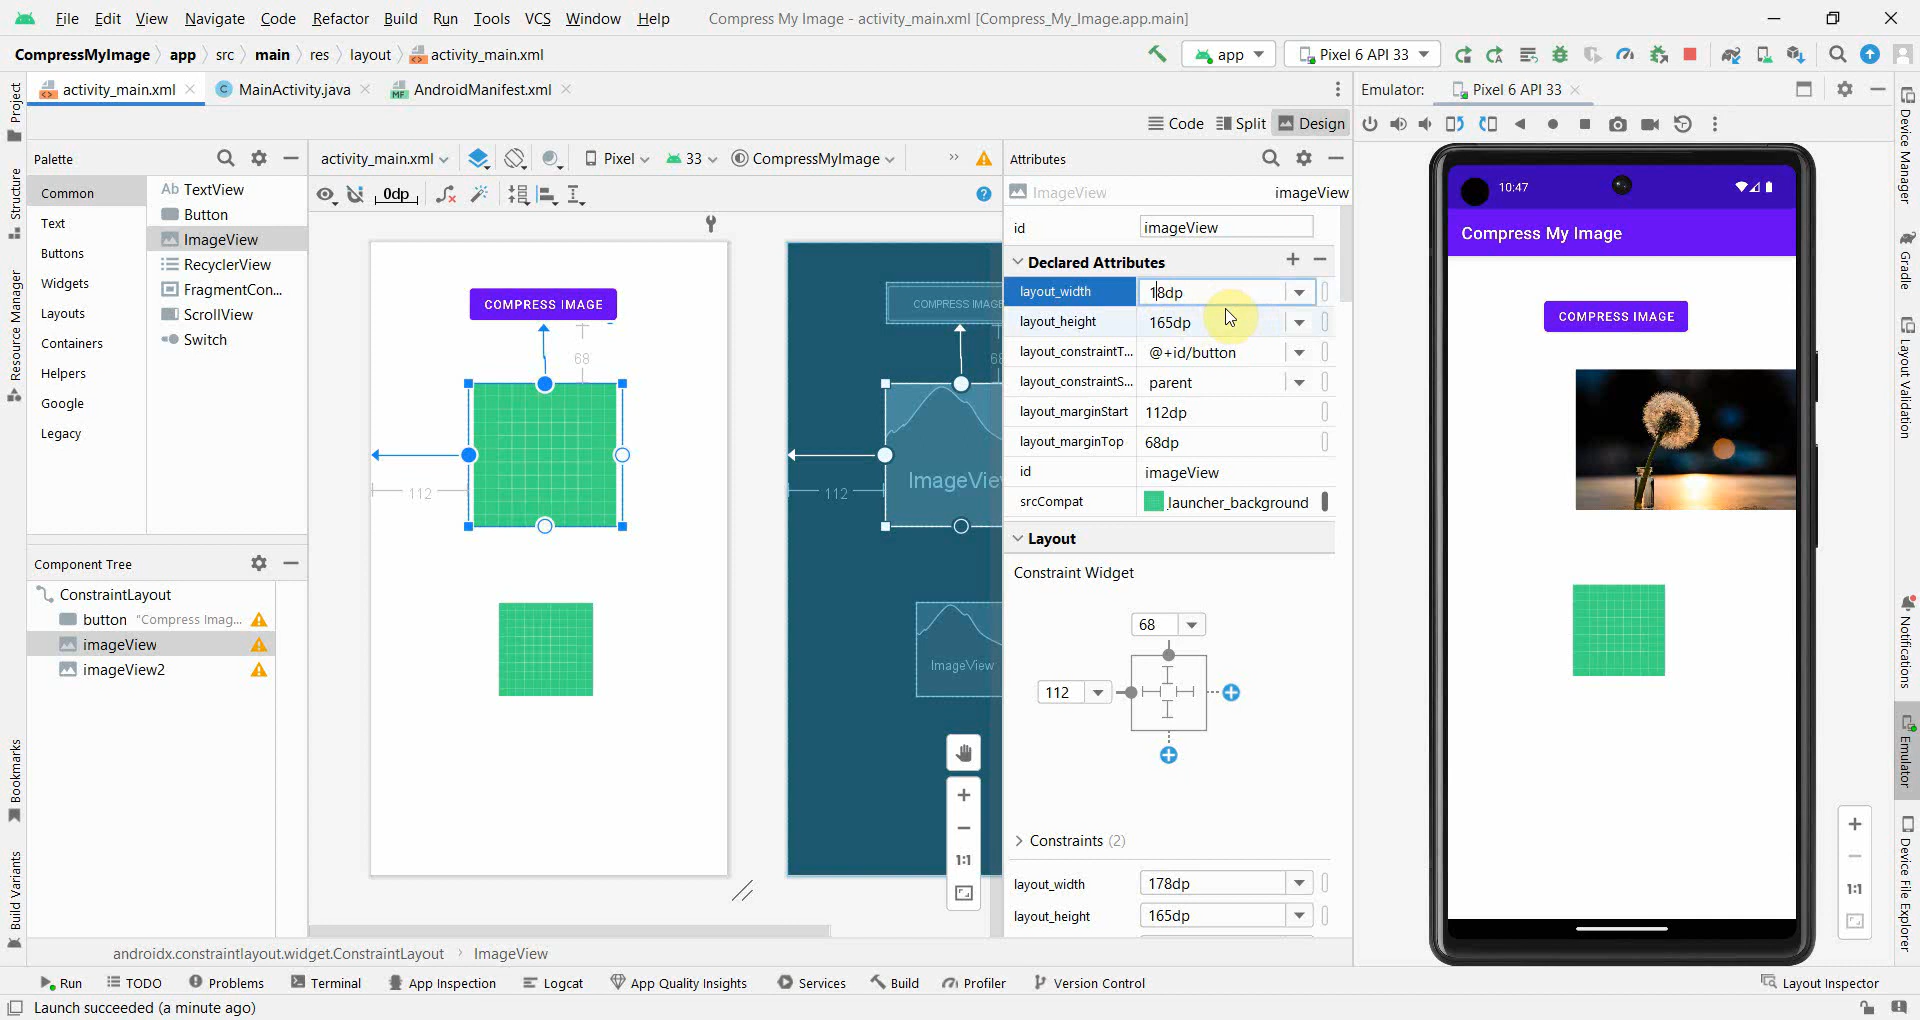 File Edit View Navigate Code Refactor Build Run Tools VCS Window Help Compress My Image - activity_main.xml [Compress_My_Image.app.main]
CompressMyImage app src main res layout activity_main.xml app Pixel 6 API 33
activity_main.xml MainActivity.java AndroidManifest.xml Emulator: Pixel 6 API 33
Code Split Design
Palette activity_main.xml Pixel 33 CompressMyImage » Attributes
Common
Text
Buttons
Widgets
Layouts
Containers
Helpers
Google
Legacy
Ab TextView
Button
ImageView
RecyclerView
FragmentCon...
ScrollView
Switch
0dp
COMPRESS IMAGE
68
112
COMPRESS IMAGE
68
ImageVie
112
ImageView
1:1
ImageView imageView
id imageView
Declared Attributes
layout_width 18dp
layout_height 165dp
layout_constraintT... @+id/button
layout_constraintS... parent
layout_marginStart 112dp
layout_marginTop 68dp
id imageView
srcCompat launcher_background
Layout
Constraint Widget
68
112
Constraints (2)
layout_width 178dp
layout_height 165dp
10:47
Compress My Image
COMPRESS IMAGE
1:1
Component Tree
ConstraintLayout
button "Compress Imag...
imageView
imageView2
Project
Structure
Resource Manager
Bookmarks
Build Variants
Device Manager
Gradle
Layout Validation
Notifications
Emulator
Device File Explorer
androidx.constraintlayout.widget.ConstraintLayout ImageView
Run TODO Problems Terminal App Inspection Logcat App Quality Insights Services Build Profiler Version Control Layout Inspector
Launch succeeded (a minute ago)